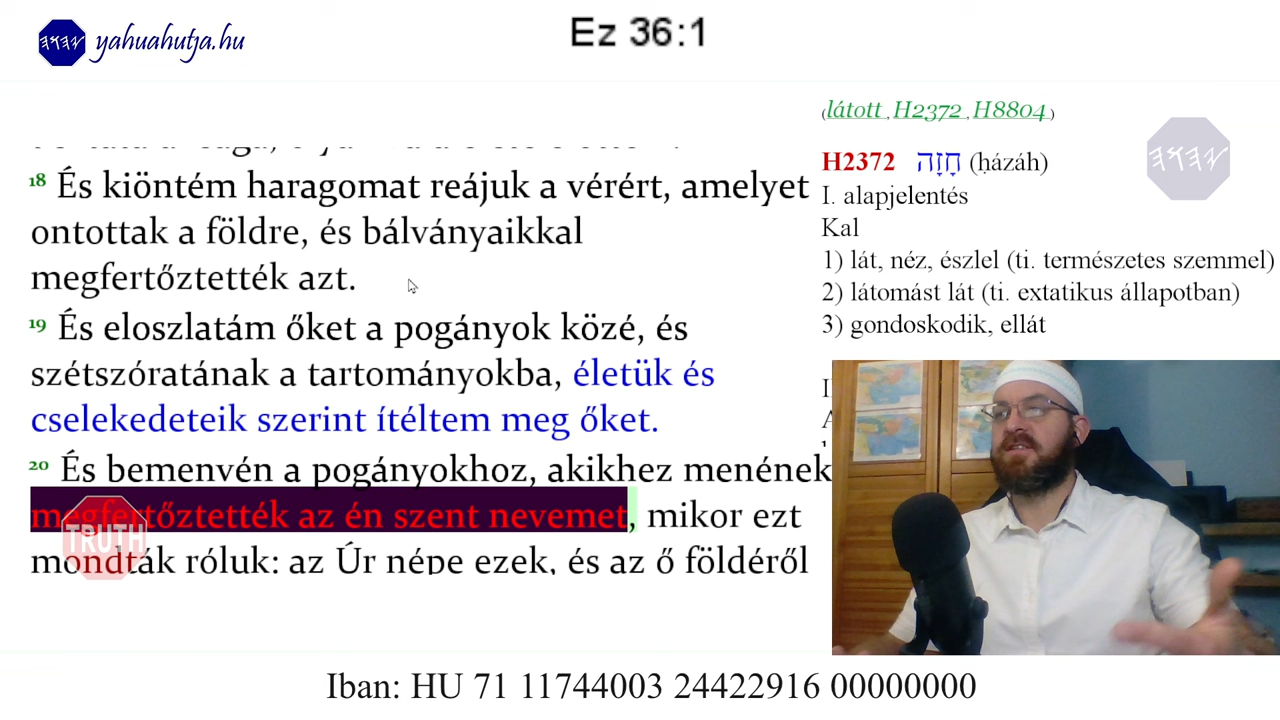 yahuahutja.hu
Ez 36:1
18 És kiöntém haragomat reájuk a vérért, amelyet
ontottak a földre, és bálványaikkal
megfertőztették azt.
19 És eloszlatám őket a pogányok közé, és
szétszóratának a tartományokba, életük és
cselekedeteik szerint ítéltem meg őket.
20 És bemenvén a pogányokhoz, akikhez menének
megfertőztették az én szent nevemet, mikor ezt
mondták róluk: az Úr népe ezek, és az ő földéről
TRUTH
(látott, H2372, H8804)
H2372 חָזָה (ḥázáh)
I. alapjelentés
Kal
1) lát, néz, észlel (ti. természetes szemmel)
2) látomást lát (ti. extatikus állapotban)
3) gondoskodik, ellát
Iban: HU 71 11744003 24422916 00000000